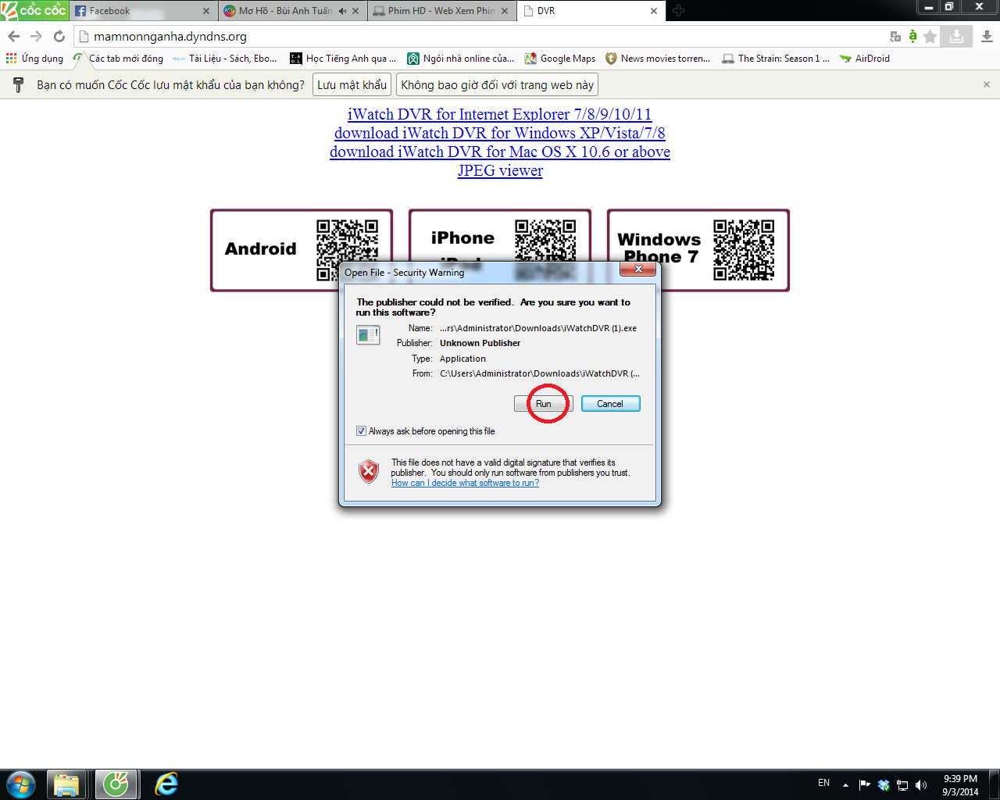 cốc cốc
Facebook
Mơ Hồ - Bùi Anh Tuấn
Phim HD - Web Xem Phim
DVR
mamnonnganha.dyndns.org
Ứng dụng
Các tab mới đóng
Tài Liệu - Sách, Ebo...
Học Tiếng Anh qua ...
Ngôi nhà online của...
Google Maps
News movies torren...
The Strain: Season 1 ...
AirDroid
Bạn có muốn Cốc Cốc lưu mật khẩu của bạn không?
Lưu mật khẩu
Không bao giờ đối với trang web này
iWatch DVR for Internet Explorer 7/8/9/10/11
download iWatch DVR for Windows XP/Vista/7/8
download iWatch DVR for Mac OS X 10.6 or above
JPEG viewer
Android
iPhone
iPad
Windows
Phone 7
Open File - Security Warning
The publisher could not be verified. Are you sure you want to
run this software?
Name: ...rs\Administrator\Downloads\iWatchDVR (1).exe
Publisher: Unknown Publisher
Type: Application
From: C:\Users\Administrator\Downloads\iWatchDVR (...
Run
Cancel
Always ask before opening this file
This file does not have a valid digital signature that verifies its
publisher. You should only run software from publishers you trust.
How can I decide what software to run?
EN
9:39 PM
9/3/2014